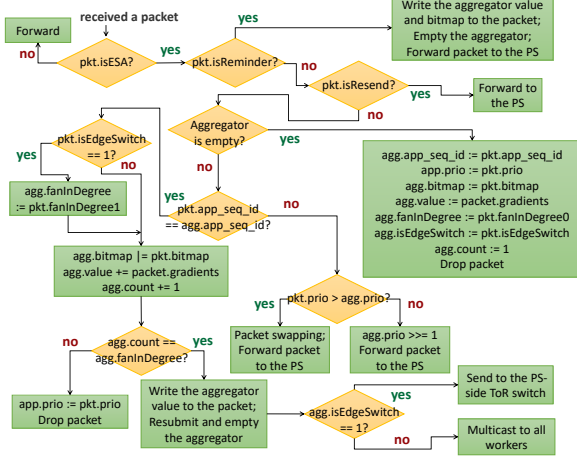 received a packet
Forward
no
pkt.isESA?
yes
pkt.isReminder?
yes
Write the aggregator value
and bitmap to the packet;
Empty the aggregator;
Forward packet to the PS
no
pkt.isResend?
yes
Forward to
the PS
no
Aggregator
is empty?
yes
agg.app_seq_id := pkt.app_seq_id
app.prio := pkt.prio
agg.bitmap := pkt.bitmap
agg.value := packet.gradients
agg.fanInDegree := pkt.fanInDegree0
agg.isEdgeSwitch := pkt.isEdgeSwitch
agg.count := 1
Drop packet
no
pkt.app_seq_id
== agg.app_seq_id?
yes
no
pkt.isEdgeSwitch
== 1?
yes
no
agg.fanInDegree
:= pkt.fanInDegree1
agg.bitmap |= pkt.bitmap
agg.value += packet.gradients
agg.count += 1
pkt.prio > agg.prio?
yes
no
Packet swapping;
Forward packet
to the PS
agg.prio >>= 1
Forward packet
to the PS
agg.count ==
agg.fanInDegree?
no
yes
app.prio := pkt.prio
Drop packet
Write the aggregator
value to the packet;
Resubmit and empty
the aggregator
agg.isEdgeSwitch
== 1?
yes
Send to the PS-
side ToR switch
no
Multicast to all
workers